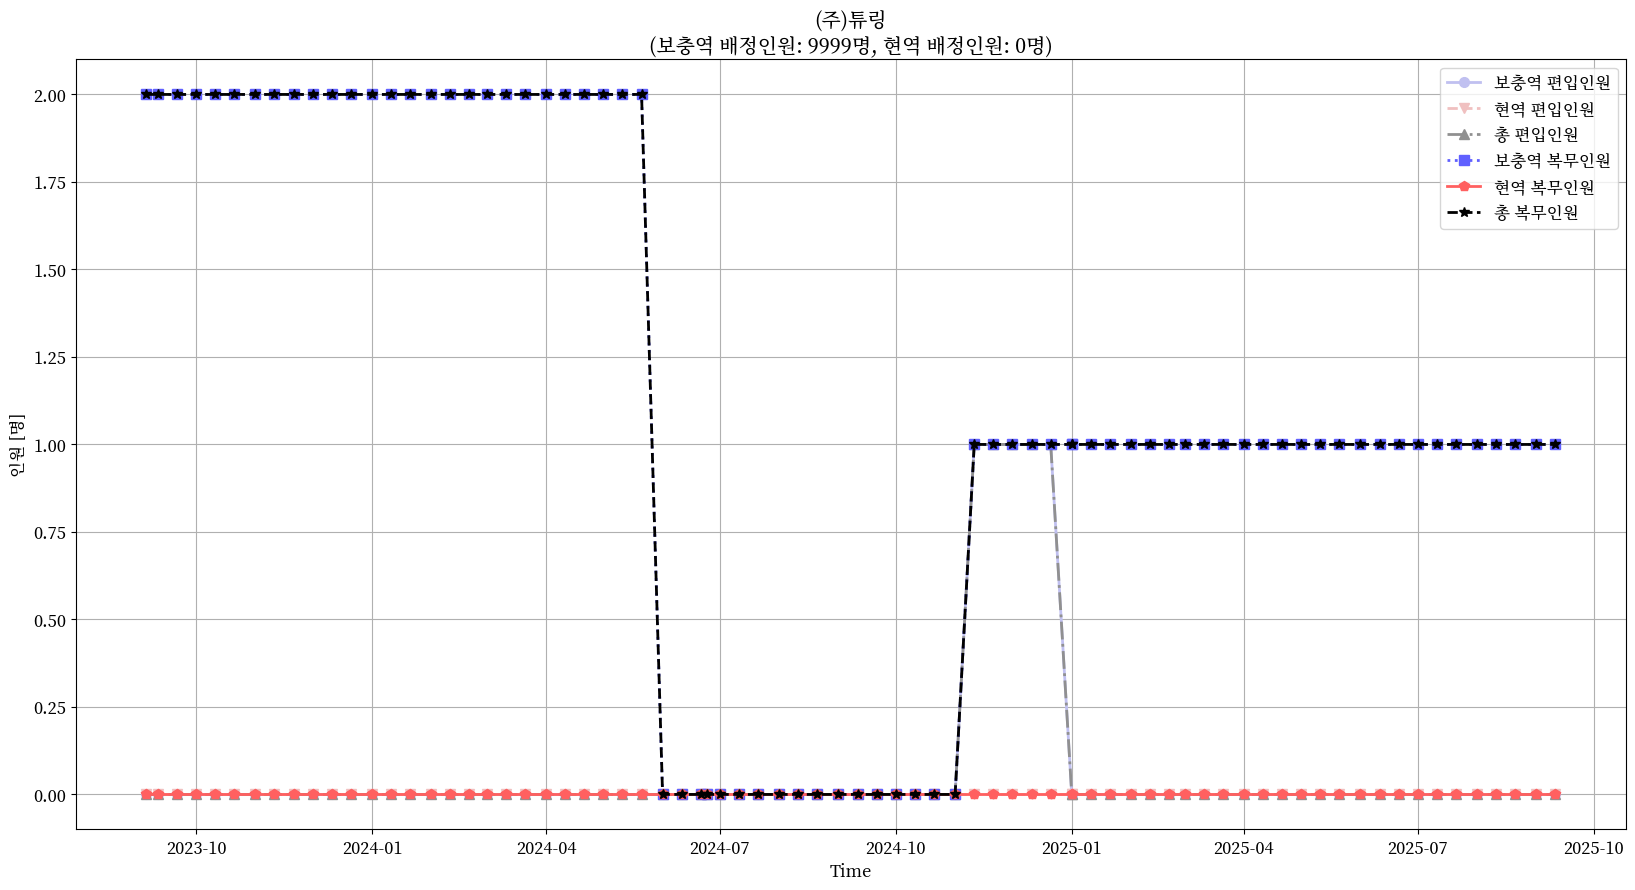 (주)튜링
(보충역 배정인원: 9999명, 현역 배정인원: 0명)
보충역 편입인원
현역 편입인원
총 편입인원
보충역 복무인원
현역 복무인원
총 복무인원
인원 [명]
2.00
1.75
1.50
1.25
1.00
0.75
0.50
0.25
0.00
2023-10
2024-01
2024-04
2024-07
2024-10
2025-01
2025-04
2025-07
2025-10
Time